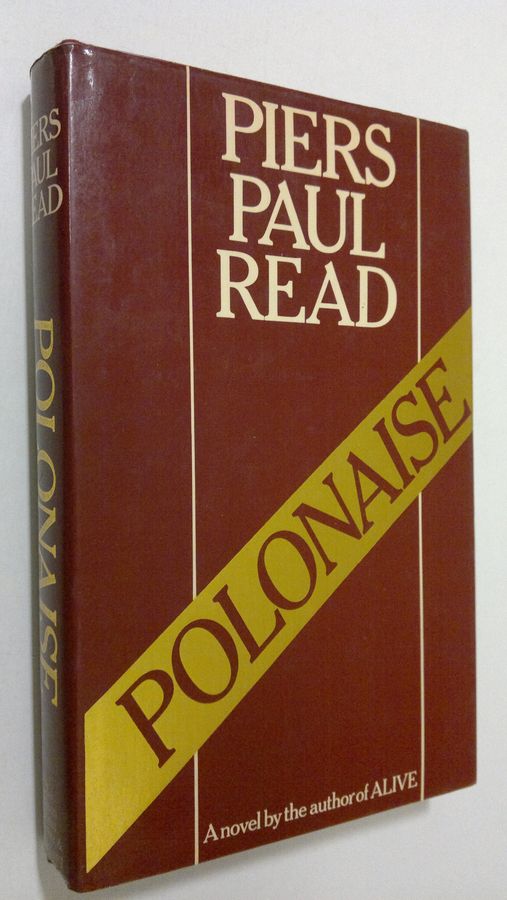 PIERS
PAUL
READ
POLONAISE
A novel by the author of ALIVE
PIERS
PAUL
READ
POLONAISE